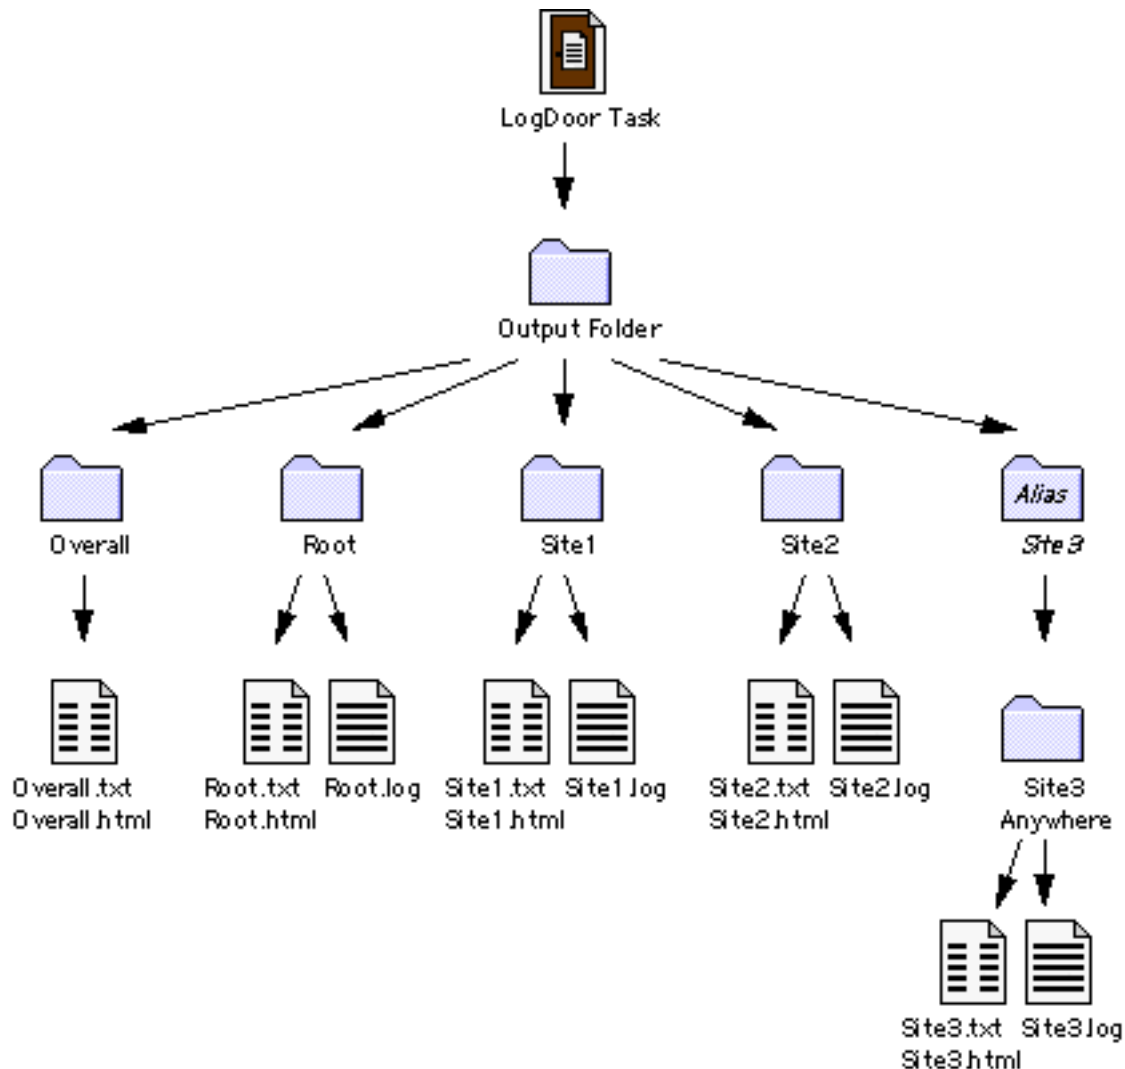 LogDoor Task
Output Folder
Overall
Root
Site1
Site2
Alias
Site3
Overall.txt
Overall.html
Root.txt
Root.html
Root.log
Site1.txt
Site1.html
Site1.log
Site2.txt
Site2.html
Site2.log
Site3
Anywhere
Site3.txt
Site3.html
Site3.log